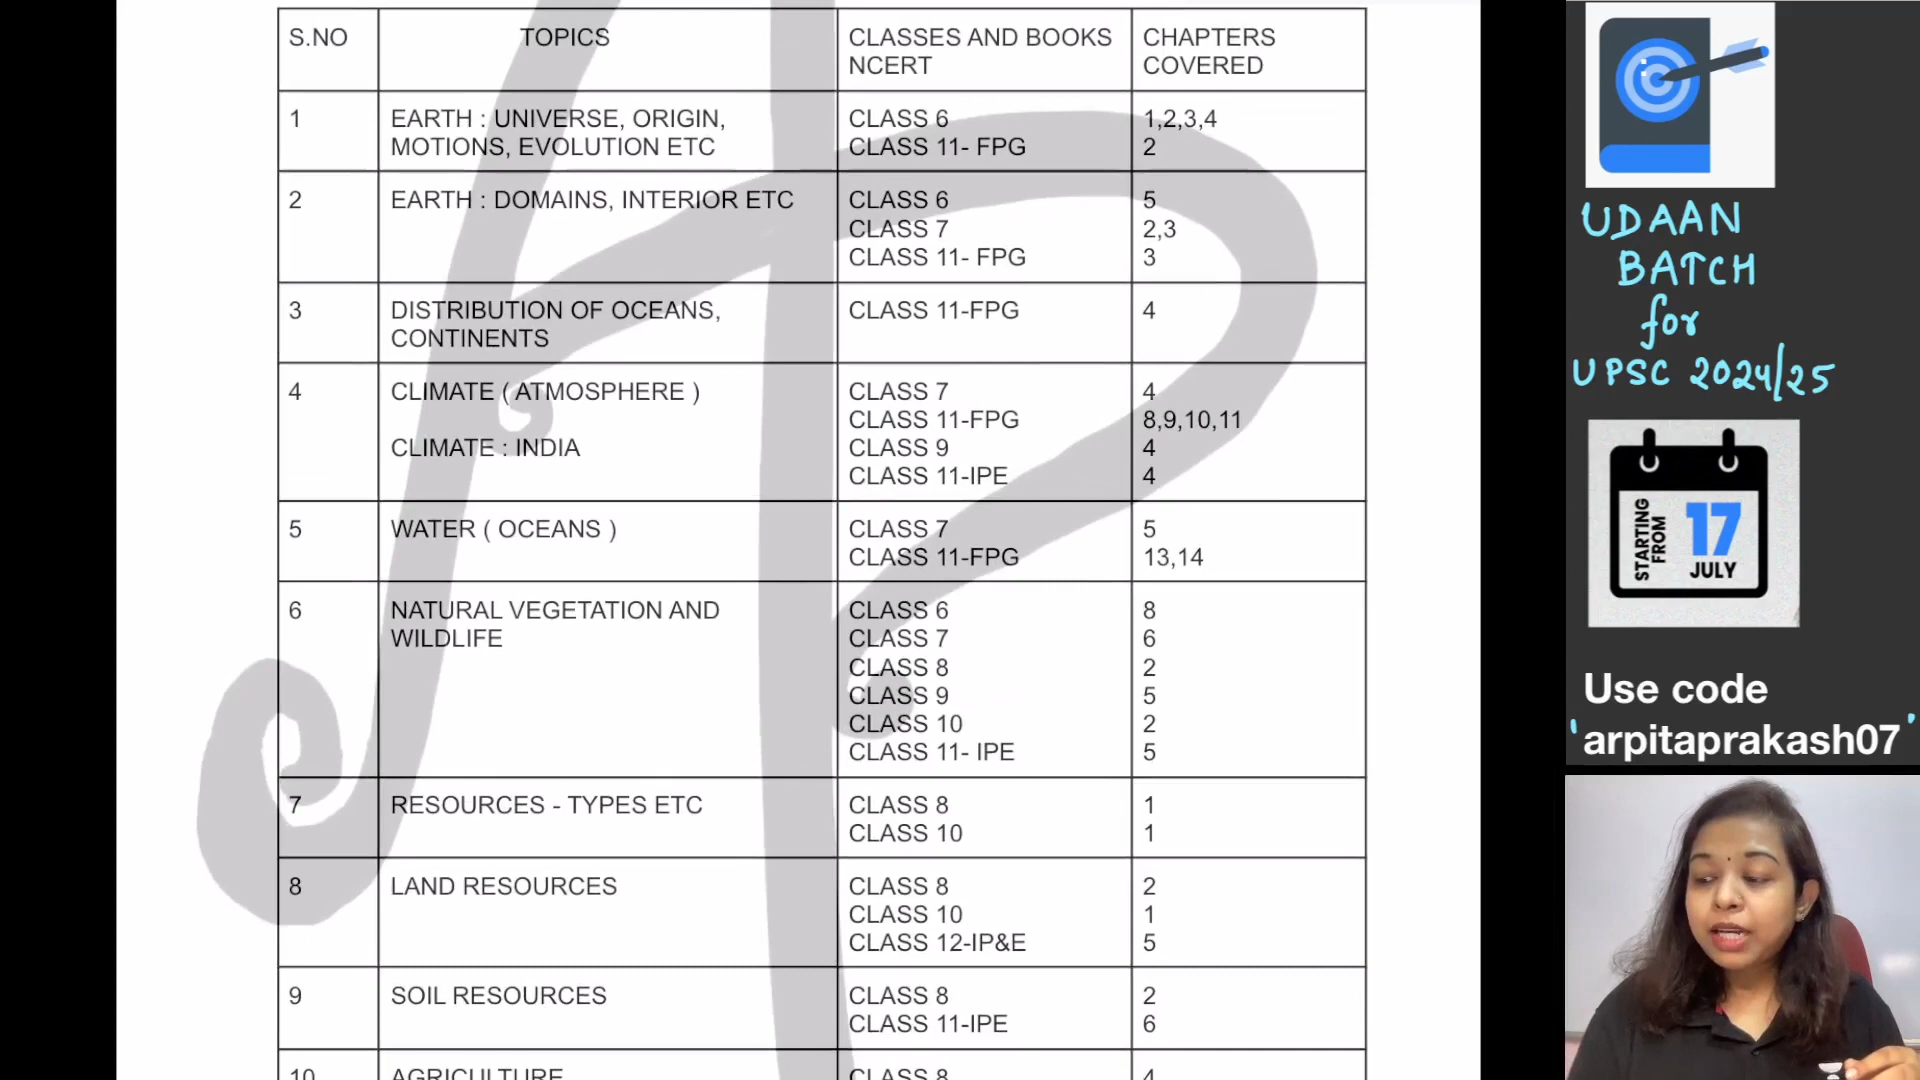 S.NO TOPICS CLASSES AND BOOKS NCERT CHAPTERS COVERED
1 EARTH : UNIVERSE, ORIGIN, MOTIONS, EVOLUTION ETC CLASS 6 1,2,3,4
CLASS 11- FPG 2
2 EARTH : DOMAINS, INTERIOR ETC CLASS 6 5
CLASS 7 2,3
CLASS 11- FPG 3
3 DISTRIBUTION OF OCEANS, CONTINENTS CLASS 11-FPG 4
4 CLIMATE ( ATMOSPHERE ) CLASS 7 4
CLASS 11-FPG 8,9,10,11
CLIMATE : INDIA CLASS 9 4
CLASS 11-IPE 4
5 WATER ( OCEANS ) CLASS 7 5
CLASS 11-FPG 13,14
6 NATURAL VEGETATION AND WILDLIFE CLASS 6 8
CLASS 7 6
CLASS 8 2
CLASS 9 5
CLASS 10 2
CLASS 11- IPE 5
7 RESOURCES - TYPES ETC CLASS 8 1
CLASS 10 1
8 LAND RESOURCES CLASS 8 2
CLASS 10 1
CLASS 12-IP&E 5
9 SOIL RESOURCES CLASS 8 2
CLASS 11-IPE 6
10 AGRICULTURE CLASS 8 4
UDAAN
BATCH
for
UPSC 2024/25
STARTING FROM
17
JULY
Use code
'arpitaprakash07'